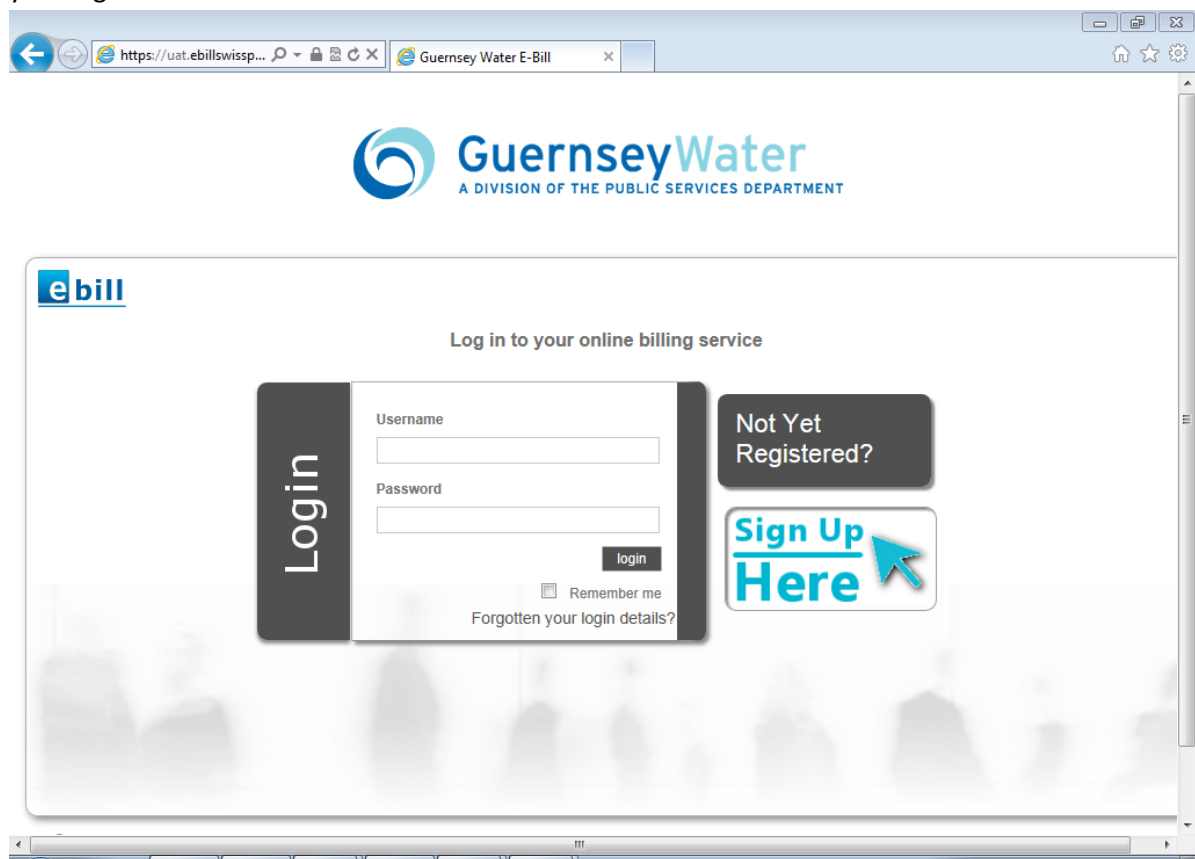 https://uat.ebillswissp...
Guernsey Water E-Bill
GuernseyWater
A DIVISION OF THE PUBLIC SERVICES DEPARTMENT
ebill
Log in to your online billing service
Login
Username
Password
login
Remember me
Forgotten your login details?
Not Yet
Registered?
Sign Up
Here